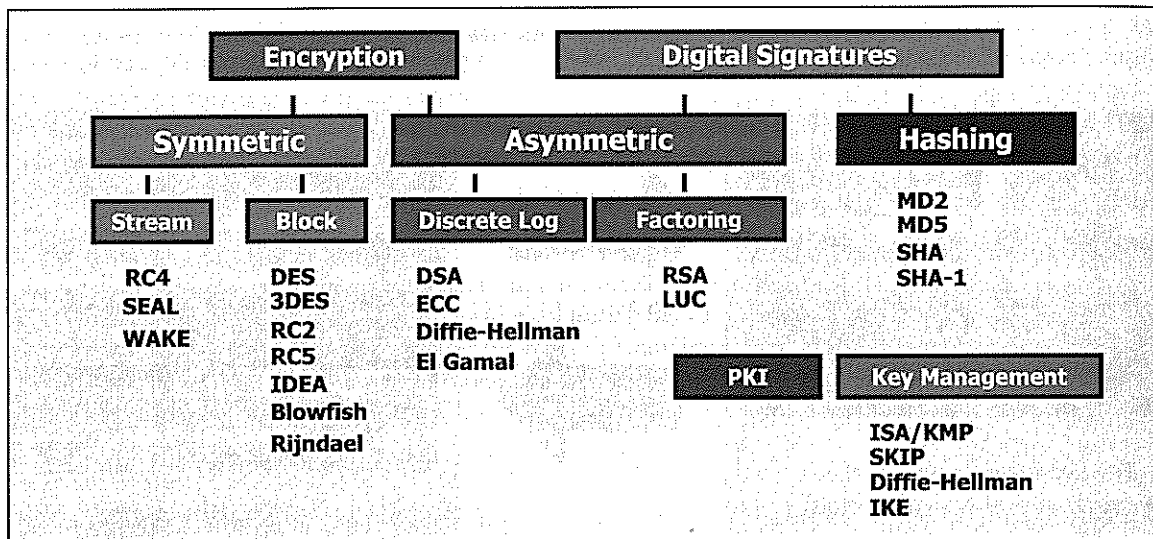 Encryption
Digital Signatures
Symmetric
Asymmetric
Hashing
Stream
Block
Discrete Log
Factoring
RC4
SEAL
WAKE
DES
3DES
RC2
RC5
IDEA
Blowfish
Rijndael
DSA
ECC
Diffie-Hellman
El Gamal
RSA
LUC
MD2
MD5
SHA
SHA-1
PKI
Key Management
ISA/KMP
SKIP
Diffie-Hellman
IKE